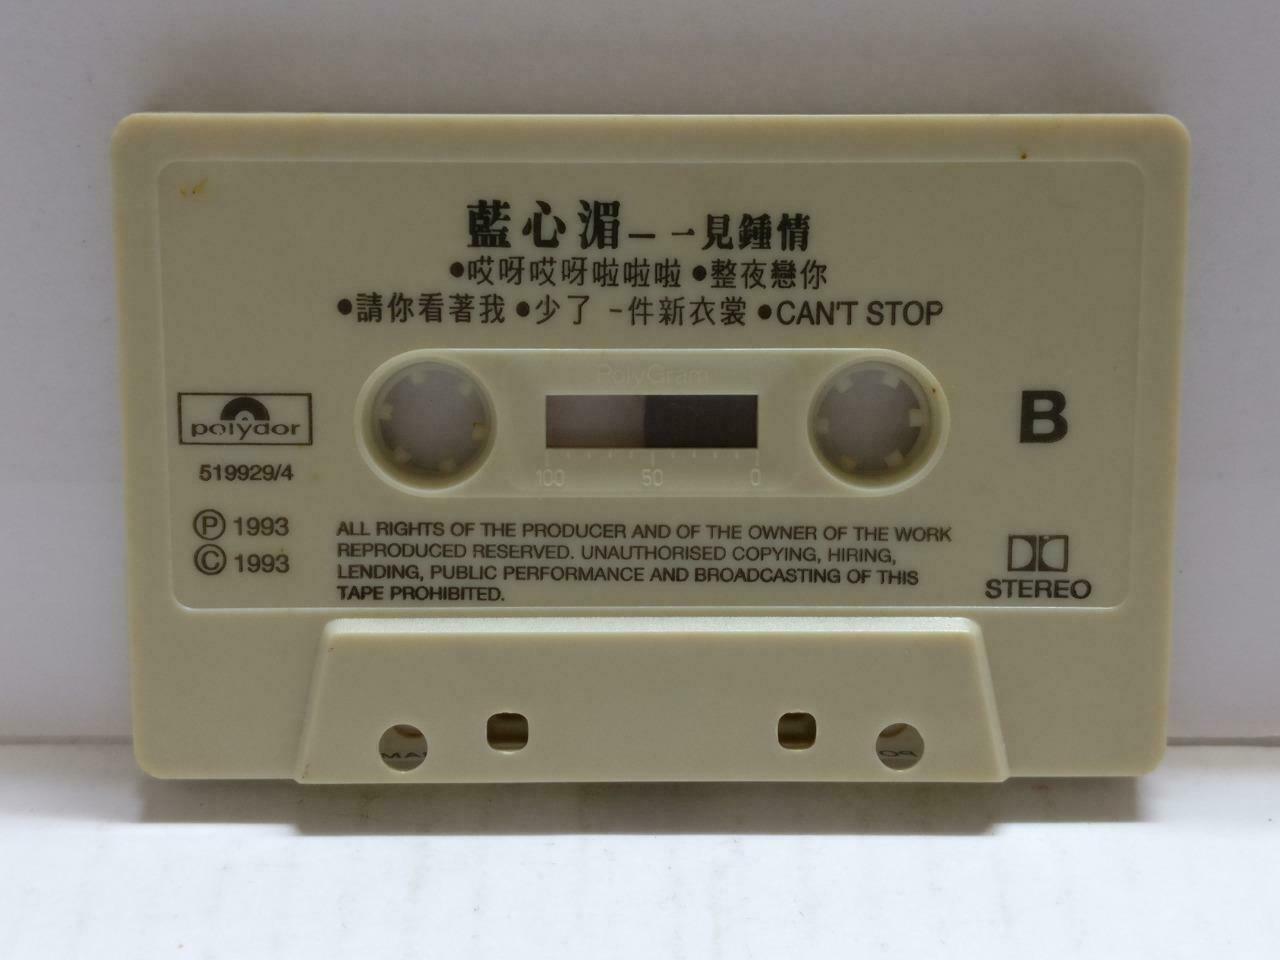 藍心湄－一見鍾情
●哎呀哎呀啦啦啦 ●整夜戀你
●請你看著我 ●少了一件新衣裳 ●CAN'T STOP
PolyGram
polydor
B
100 50 0
519929/4
Ⓟ 1993
© 1993
ALL RIGHTS OF THE PRODUCER AND OF THE OWNER OF THE WORK
REPRODUCED RESERVED. UNAUTHORISED COPYING, HIRING,
LENDING, PUBLIC PERFORMANCE AND BROADCASTING OF THIS
TAPE PROHIBITED.
STEREO